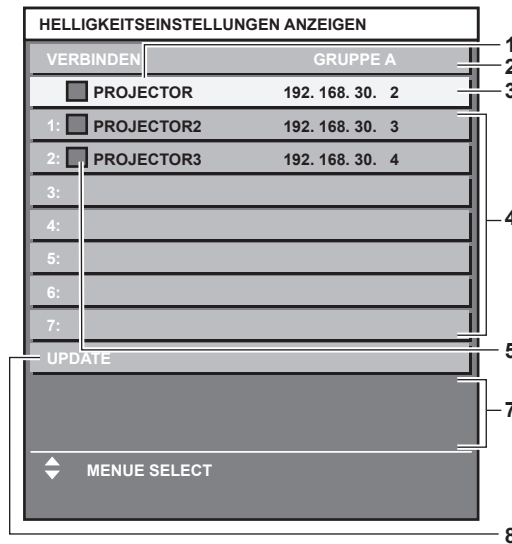 HELLIGKEITSEINSTELLUNGEN ANZEIGEN
VERBINDEN GRUPPE A
PROJECTOR 192. 168. 30. 2
1: PROJECTOR2 192. 168. 30. 3
2: PROJECTOR3 192. 168. 30. 4
3:
4:
5:
6:
7:
UPDATE
MENUE SELECT
1
2
3
4
5
7
8